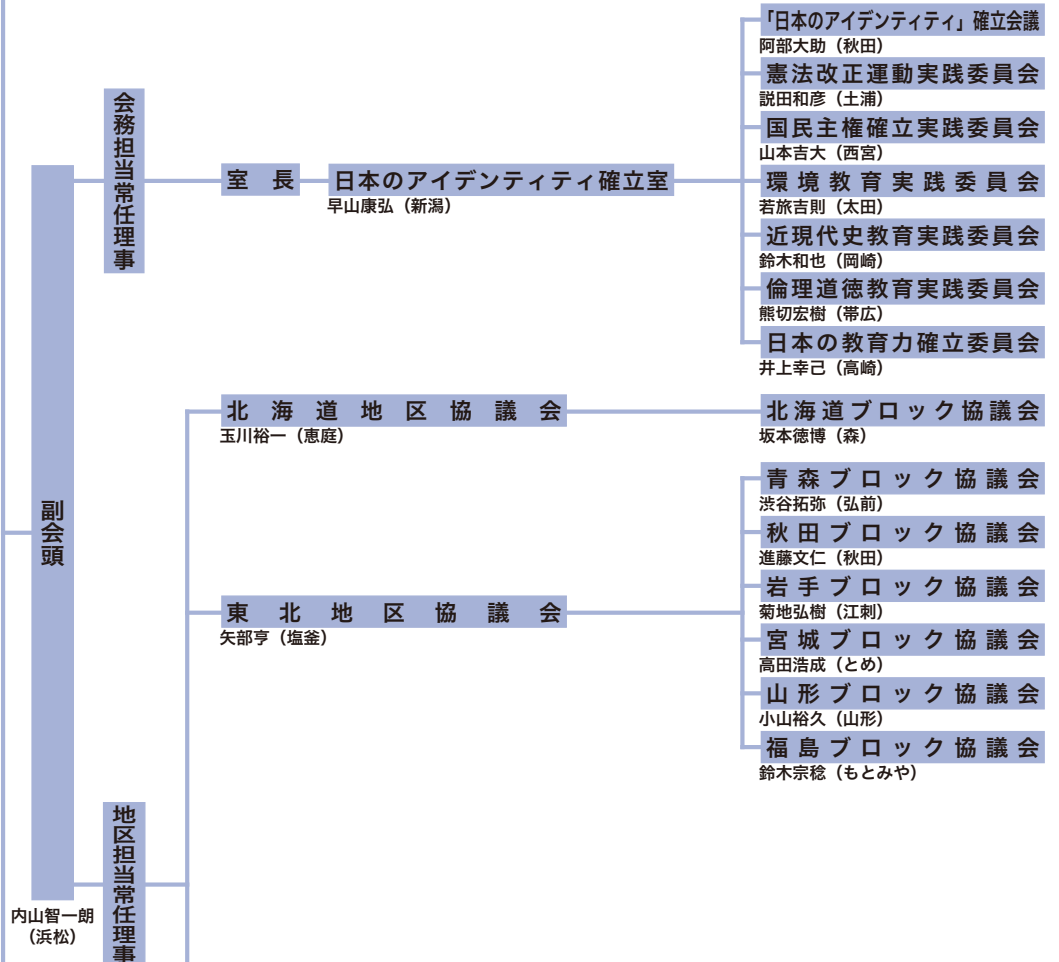 「日本のアイデンティティ」確立会議
阿部大助（秋田）
憲法改正運動実践委員会
説田和彦（土浦）
国民主権確立実践委員会
山本吉大（西宮）
会務担当常任理事
室長
日本のアイデンティティ確立室
早山康弘（新潟）
環境教育実践委員会
若旅吉則（太田）
近現代史教育実践委員会
鈴木和也（岡崎）
倫理道徳教育実践委員会
熊切宏樹（帯広）
日本の教育力確立委員会
井上幸己（高崎）
北海道地区協議会
玉川裕一（恵庭）
北海道ブロック協議会
坂本徳博（森）
副会頭
青森ブロック協議会
渋谷拓弥（弘前）
秋田ブロック協議会
進藤文仁（秋田）
東北地区協議会
矢部亨（塩釜）
岩手ブロック協議会
菊地弘樹（江刺）
宮城ブロック協議会
高田浩成（とめ）
山形ブロック協議会
小山裕久（山形）
福島ブロック協議会
鈴木宗稔（もとみや）
地区担当常任理事
内山智一朗
（浜松）